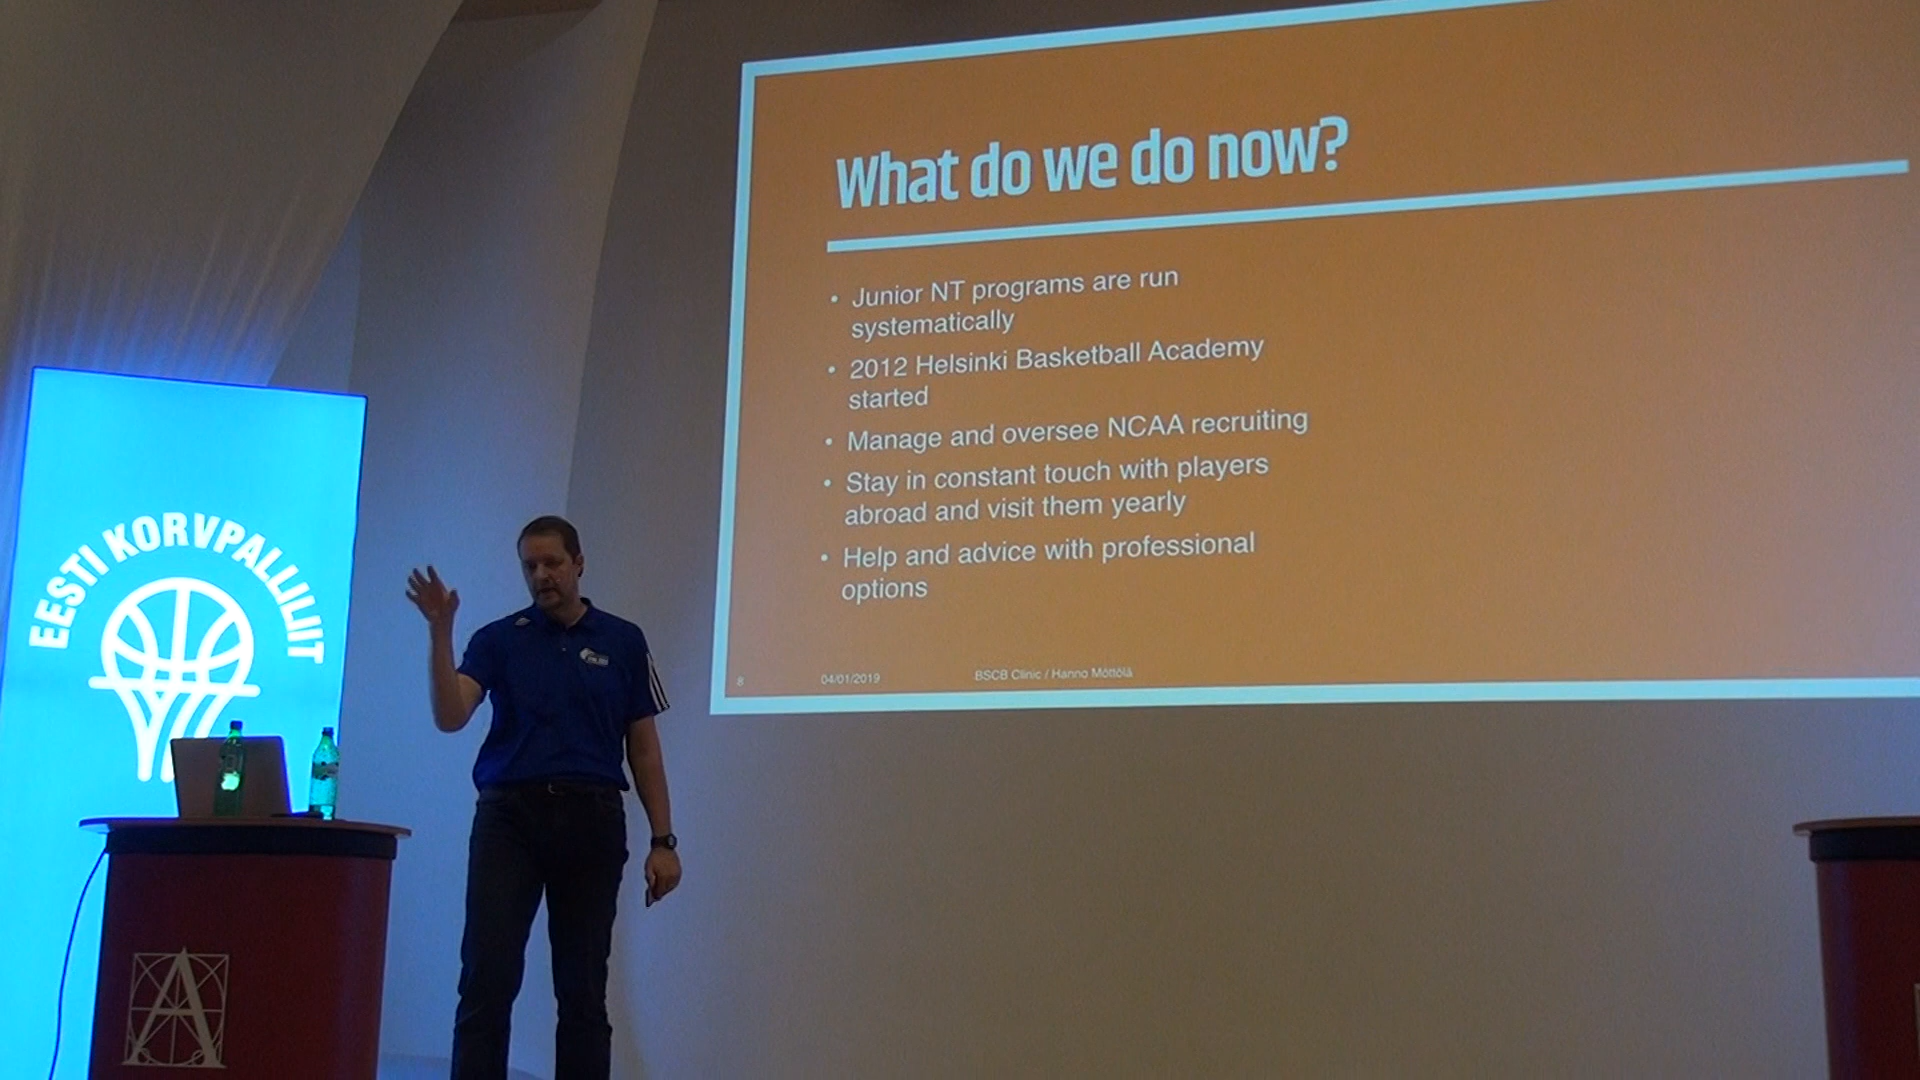 What do we do now?
• Junior NT programs are run
systematically
• 2012 Helsinki Basketball Academy
started
• Manage and oversee NCAA recruiting
• Stay in constant touch with players
abroad and visit them yearly
• Help and advice with professional
options
8 04/01/2019 BSCB Clinic / Hanno Möttölä
EESTI KORVPALLILIIT
A